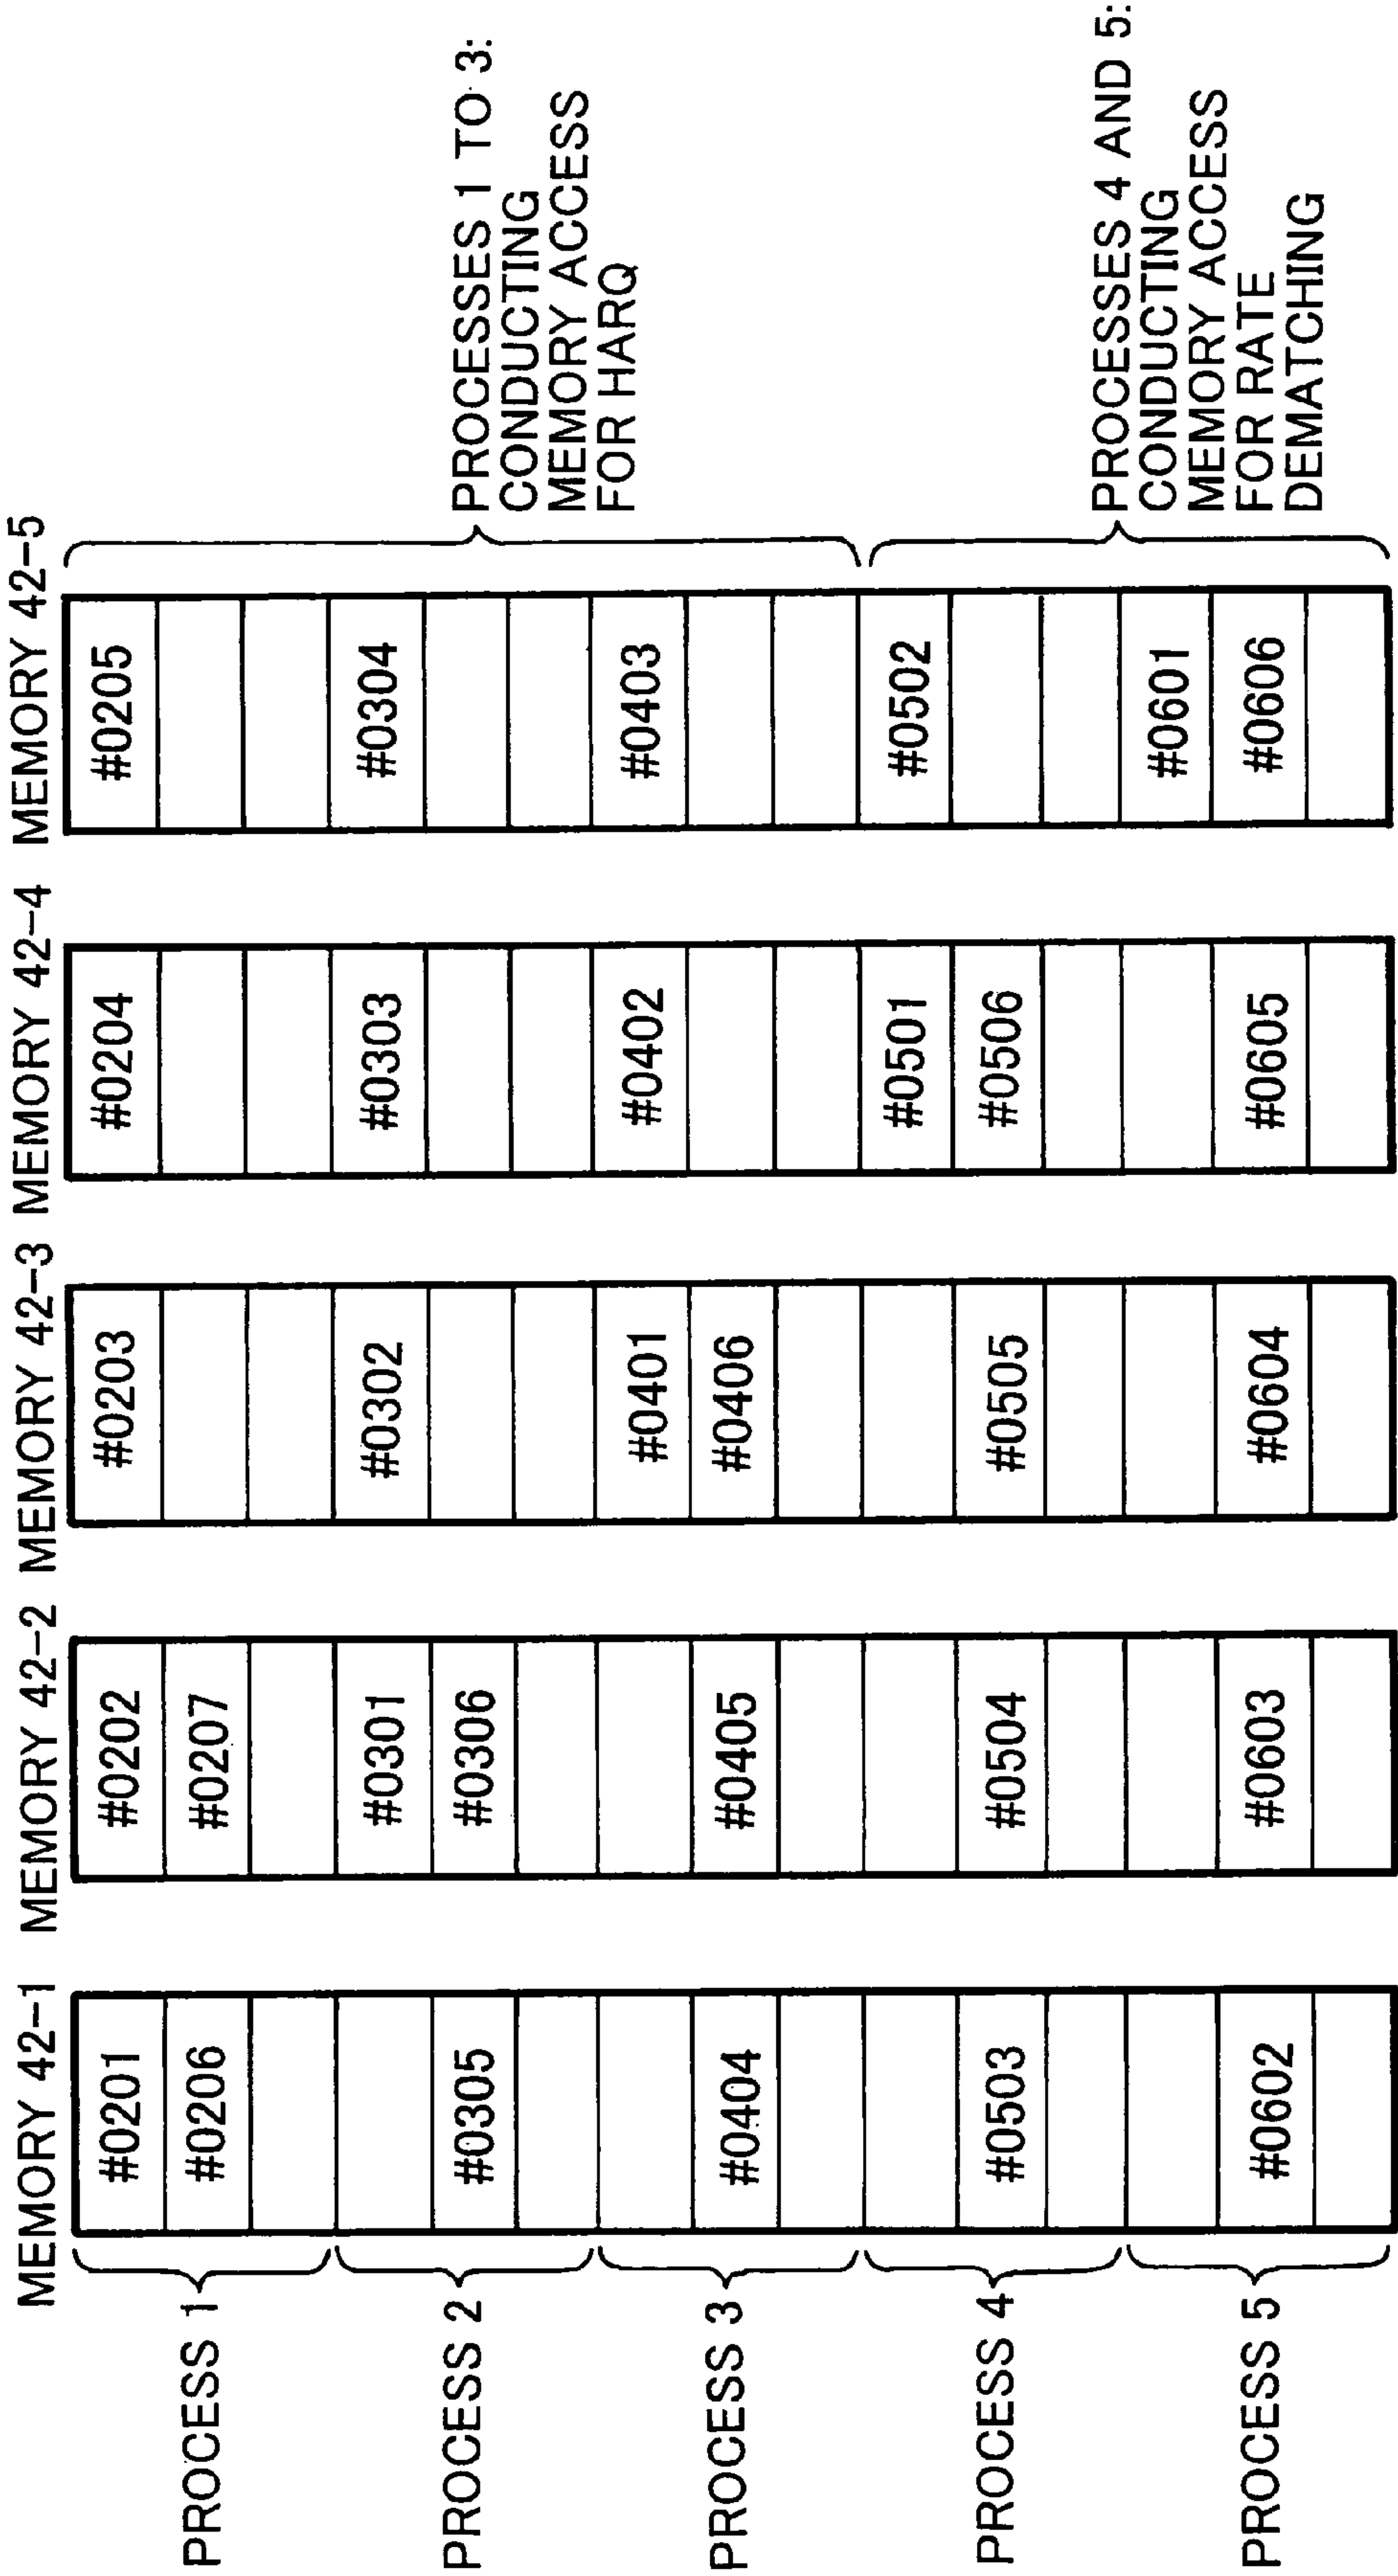 MEMORY 42-1 MEMORY 42-2 MEMORY 42-3 MEMORY 42-4 MEMORY 42-5
PROCESS 1
#0201 #0202 #0203 #0204 #0205
#0206 #0207
PROCESS 2
#0301 #0302 #0303 #0304
#0305 #0306
PROCESS 3
#0401 #0402 #0403
#0404 #0405 #0406
PROCESS 4
#0501 #0502
#0503 #0504 #0505 #0506
PROCESS 5
#0601
#0602 #0603 #0604 #0605 #0606
PROCESSES 1 TO 3:
CONDUCTING
MEMORY ACCESS
FOR HARQ
PROCESSES 4 AND 5:
CONDUCTING
MEMORY ACCESS
FOR RATE
DEMATCHING